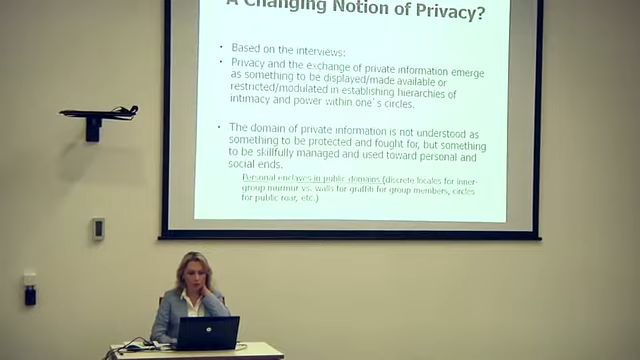 A Changing Notion of Privacy?
• Based on the interviews:
• Privacy and the exchange of private information emerge
as something to be displayed/made available or
restricted/modulated in establishing hierarchies of
intimacy and power within one's circles.
• The domain of private information is not understood as
something to be protected and fought for, but something
to be skillfully managed and used toward personal and
social ends.
Personal enclaves in public domains (discrete locales for inner-
group murmur vs. walls for graffiti for group members, circles
for public roar, etc.)
hp